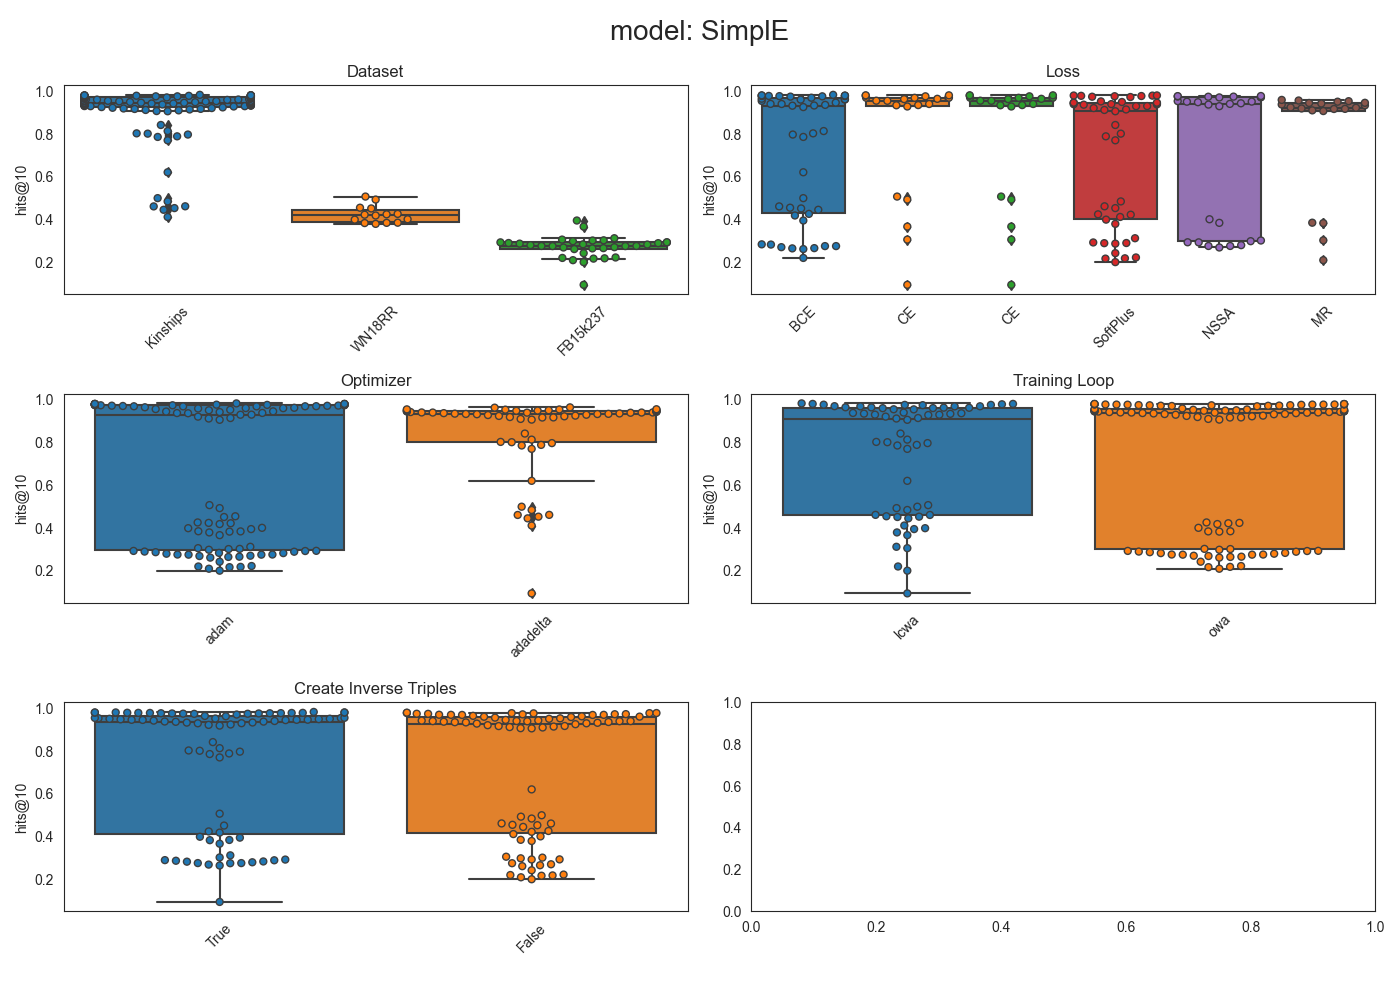 model: SimplE
Dataset
Loss
hits@10
1.0
0.8
0.6
0.4
0.2
Kinships
WN18RR
FB15k237
hits@10
1.0
0.8
0.6
0.4
0.2
BCE
CE
CE
SoftPlus
NSSA
MR
Optimizer
Training Loop
hits@10
1.0
0.8
0.6
0.4
0.2
adam
adadelta
hits@10
1.0
0.8
0.6
0.4
0.2
lcwa
owa
Create Inverse Triples
hits@10
1.0
0.8
0.6
0.4
0.2
True
False
1.0
0.8
0.6
0.4
0.2
0.0
0.0 0.2 0.4 0.6 0.8 1.0